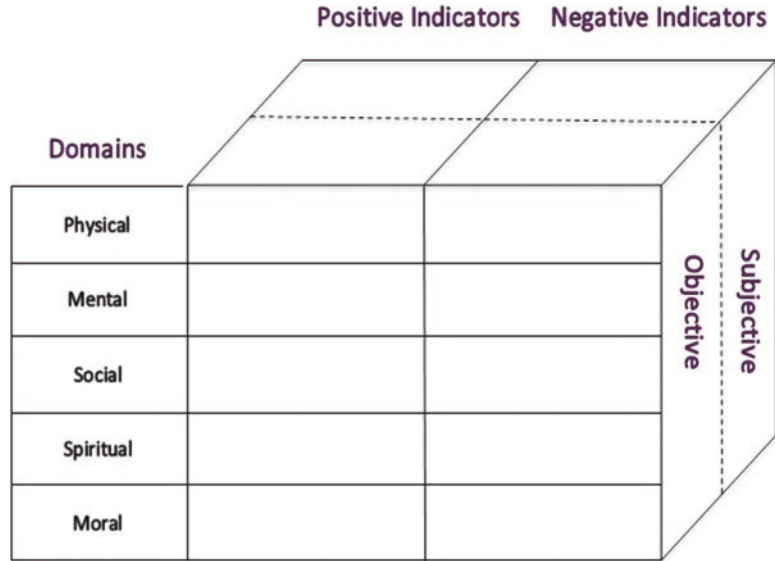 Positive Indicators Negative Indicators
Domains
Physical
Mental
Social
Spiritual
Moral
Objective
Subjective